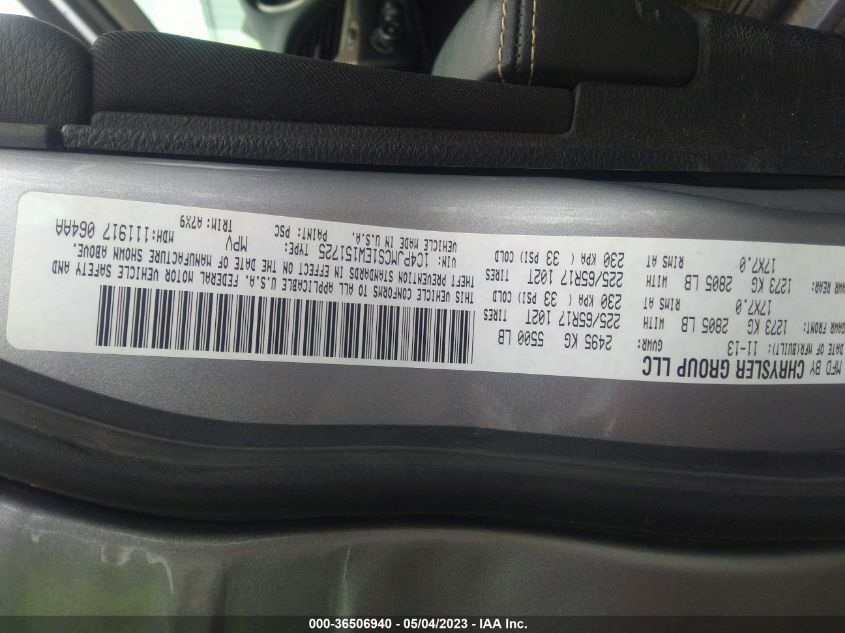 MFD BY CHRYSLER GROUP LLC
DATE OF MFR(BUILT): 11-13 GVWR: 2495 KG 5500 LB
GAWR FRONT: 1273 KG 2805 LB WITH 225/65R17 102T TIRES
17X7.0 RIMS AT 230 KPA ( 33 PSI) COLD
GAWR REAR: 1273 KG 2805 LB WITH 225/65R17 102T TIRES
17X7.0 RIMS AT 230 KPA ( 33 PSI) COLD
THIS VEHICLE CONFORMS TO ALL APPLICABLE U.S.A. FEDERAL MOTOR VEHICLE SAFETY AND
THEFT PREVENTION STANDARDS IN EFFECT ON THE DATE OF MANUFACTURE SHOWN ABOVE.
VIN: 1C4PJMCS1EW151725 TYPE: MPV MDH:111917 064AA
VEHICLE MADE IN U.S.A. PAINT: PSC TRIM: A7X9
000-36506940 - 05/04/2023 - IAA Inc.